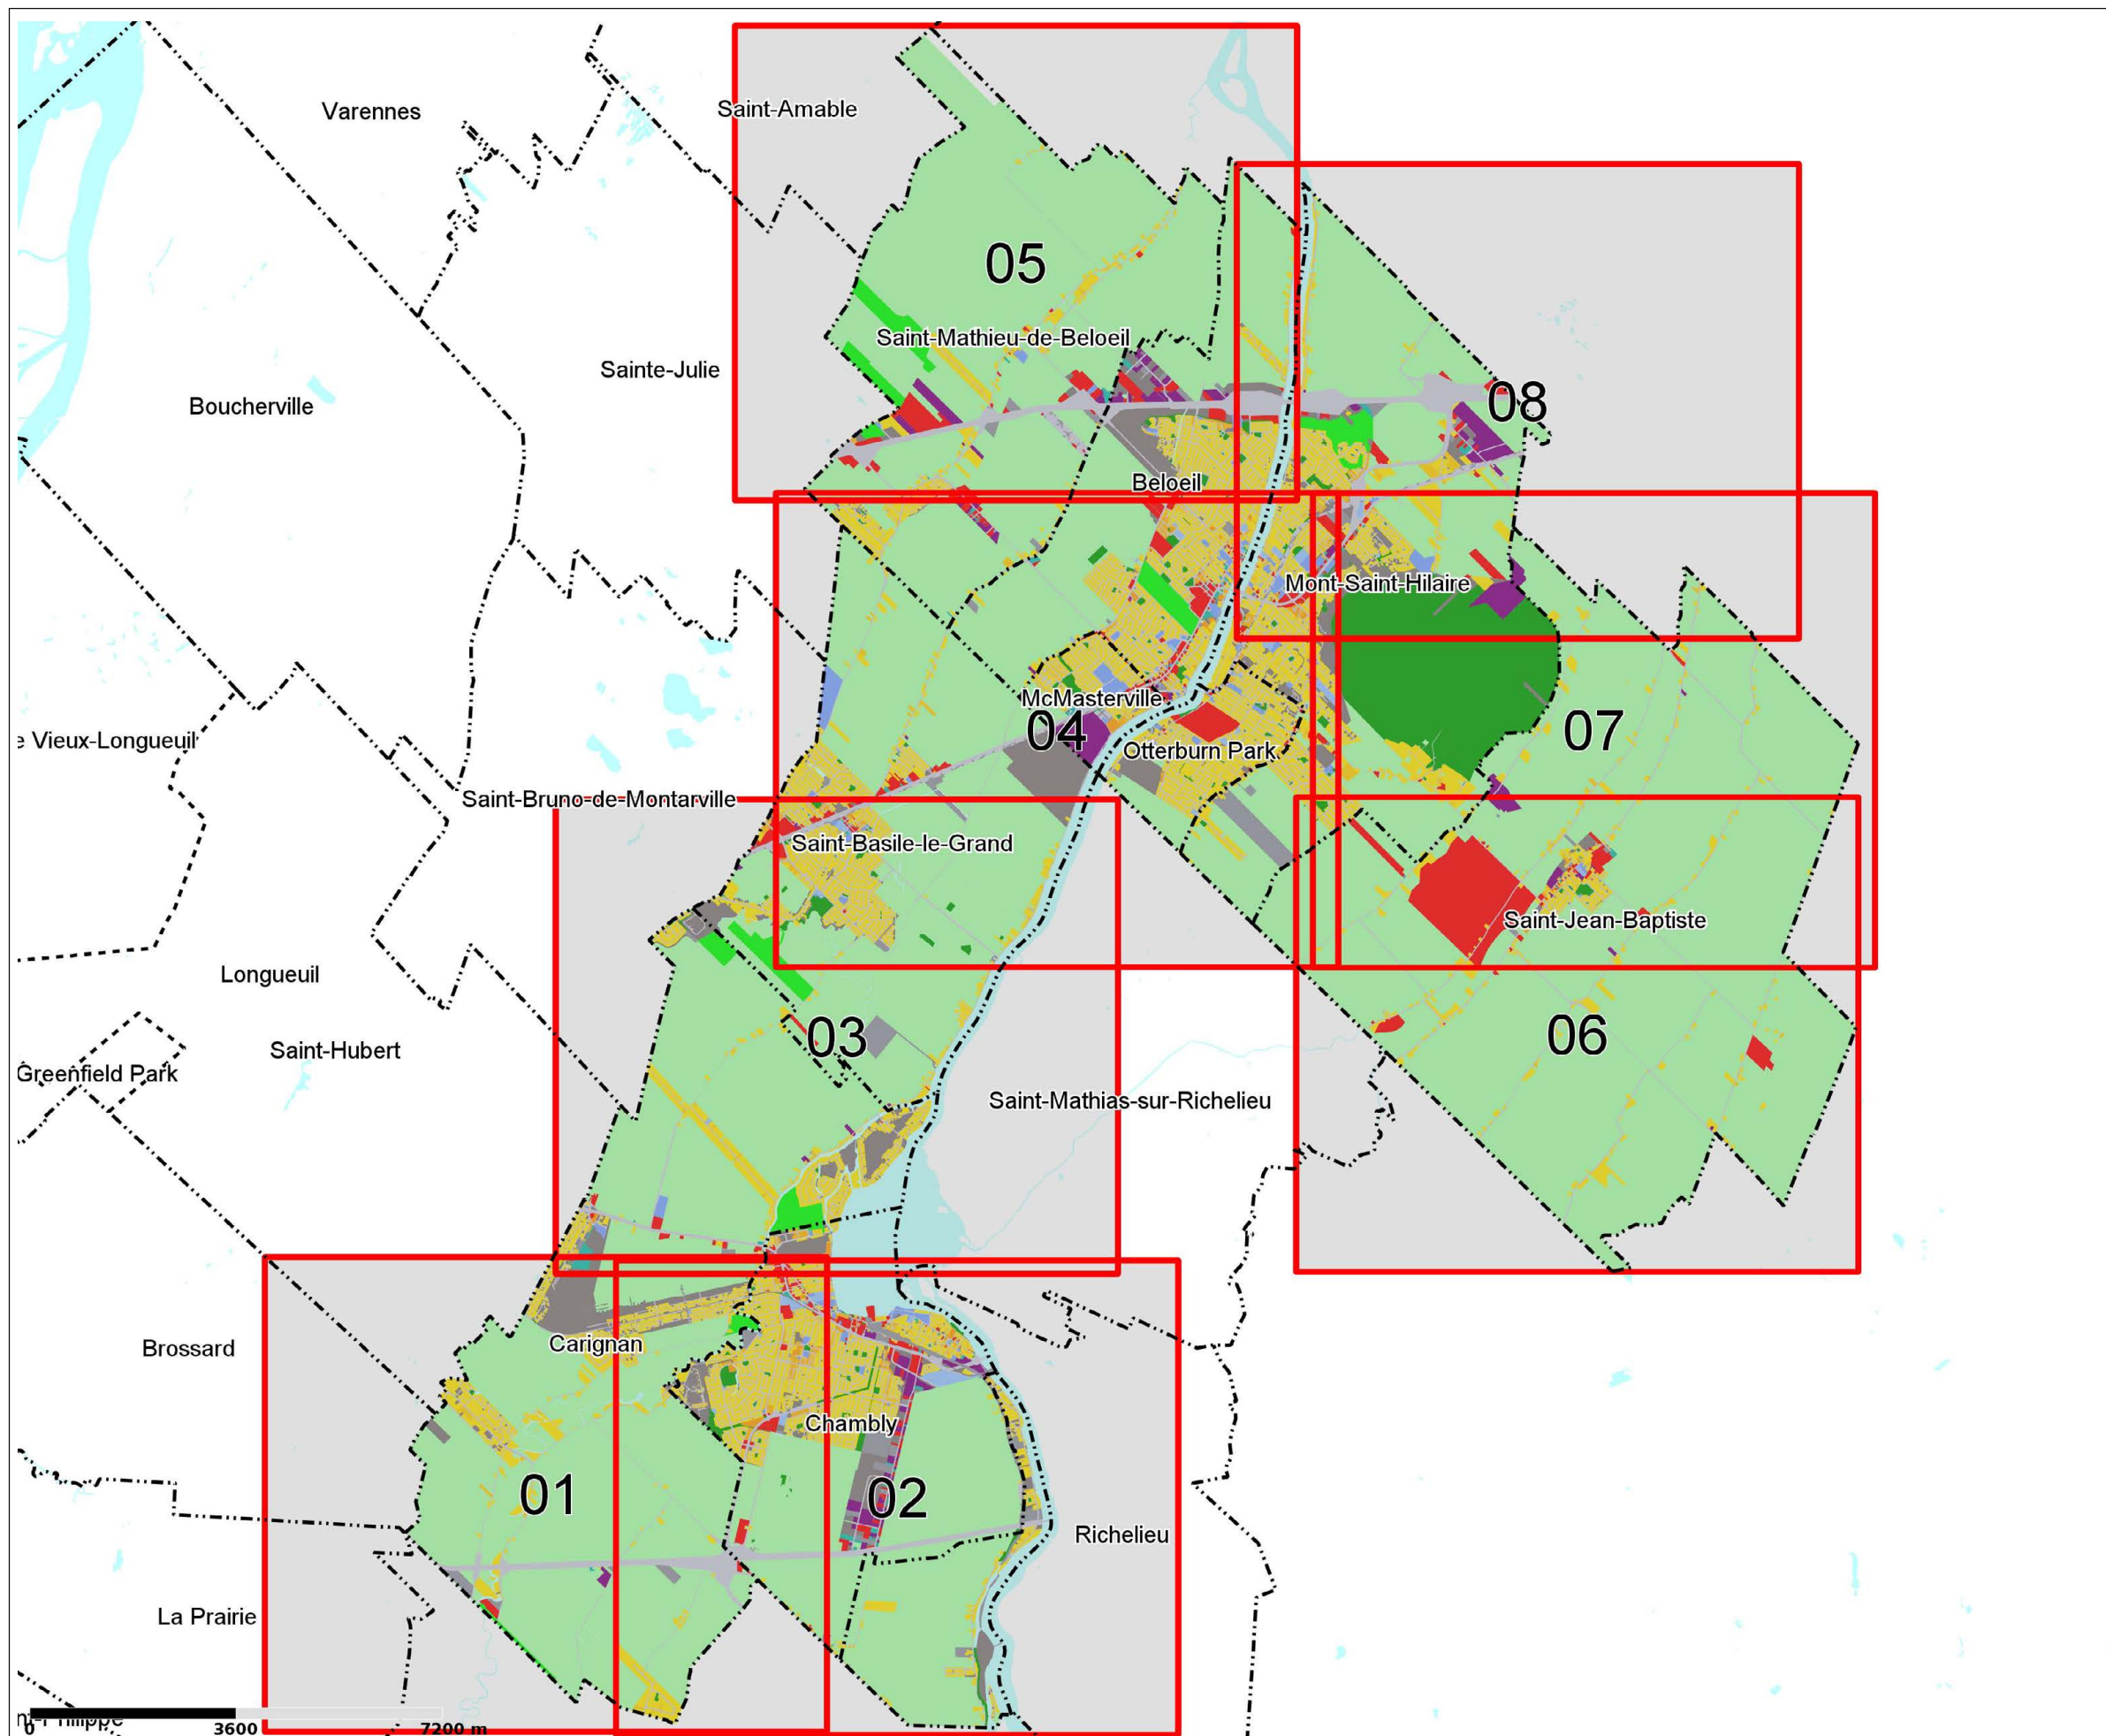 Saint-Amable
Varennes
05
Saint-Mathieu-de-Beloeil
Sainte-Julie
08
Boucherville
Beloeil
Mont-Saint-Hilaire
McMasterville
04
07
e Vieux-Longueuil
Otterburn Park
Saint-Bruno-de-Montarville
Saint-Basile-le-Grand
Saint-Jean-Baptiste
Longueuil
03
06
Saint-Hubert
Greenfield Park
Saint-Mathias-sur-Richelieu
Carignan
Brossard
Chambly
01
02
Richelieu
La Prairie
0 3600 7200 m